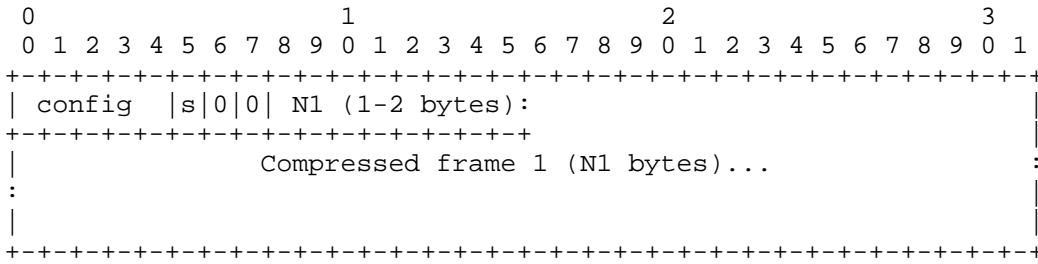 0                   1                   2                   3
 0 1 2 3 4 5 6 7 8 9 0 1 2 3 4 5 6 7 8 9 0 1 2 3 4 5 6 7 8 9 0 1
+-+-+-+-+-+-+-+-+-+-+-+-+-+-+-+-+-+-+-+-+-+-+-+-+-+-+-+-+-+-+-+-+
| config  |s|0|0| N1 (1-2 bytes):                               |
+-+-+-+-+-+-+-+-+-+-+-+-+-+-+-+-+                               |
|               Compressed frame 1 (N1 bytes)...                :
:                                                               |
|                                                               |
+-+-+-+-+-+-+-+-+-+-+-+-+-+-+-+-+-+-+-+-+-+-+-+-+-+-+-+-+-+-+-+-+